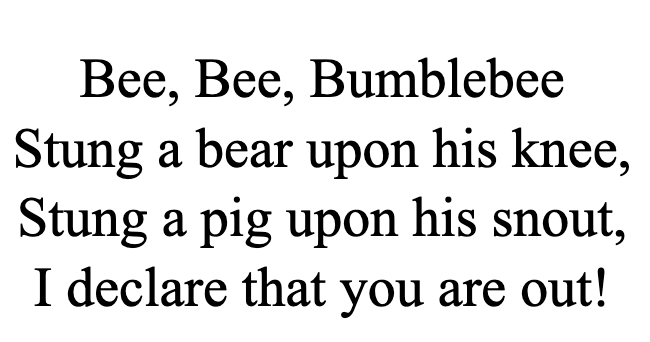 Bee, Bee, Bumblebee
Stung a bear upon his knee,
Stung a pig upon his snout,
I declare that you are out!